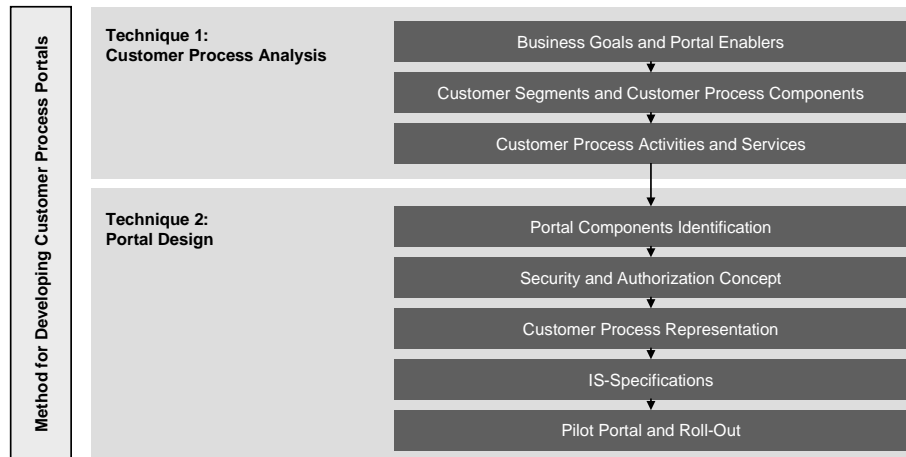 Method for Developing Customer Process Portals
Technique 1:
Customer Process Analysis
Business Goals and Portal Enablers
Customer Segments and Customer Process Components
Customer Process Activities and Services
Technique 2:
Portal Design
Portal Components Identification
Security and Authorization Concept
Customer Process Representation
IS-Specifications
Pilot Portal and Roll-Out